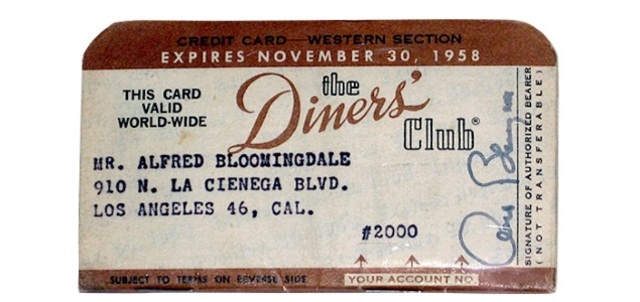 CREDIT CARD—WESTERN SECTION
EXPIRES NOVEMBER 30, 1958
THIS CARD
VALID
WORLD-WIDE
the
Diners'
Club®
MR. ALFRED BLOOMINGDALE
910 N. LA CIENEGA BLVD.
LOS ANGELES 46, CAL.
#2000
SUBJECT TO TERMS ON REVERSE SIDE
YOUR ACCOUNT NO.
SIGNATURE OF AUTHORIZED BEARER
(NOT TRANSFERABLE)